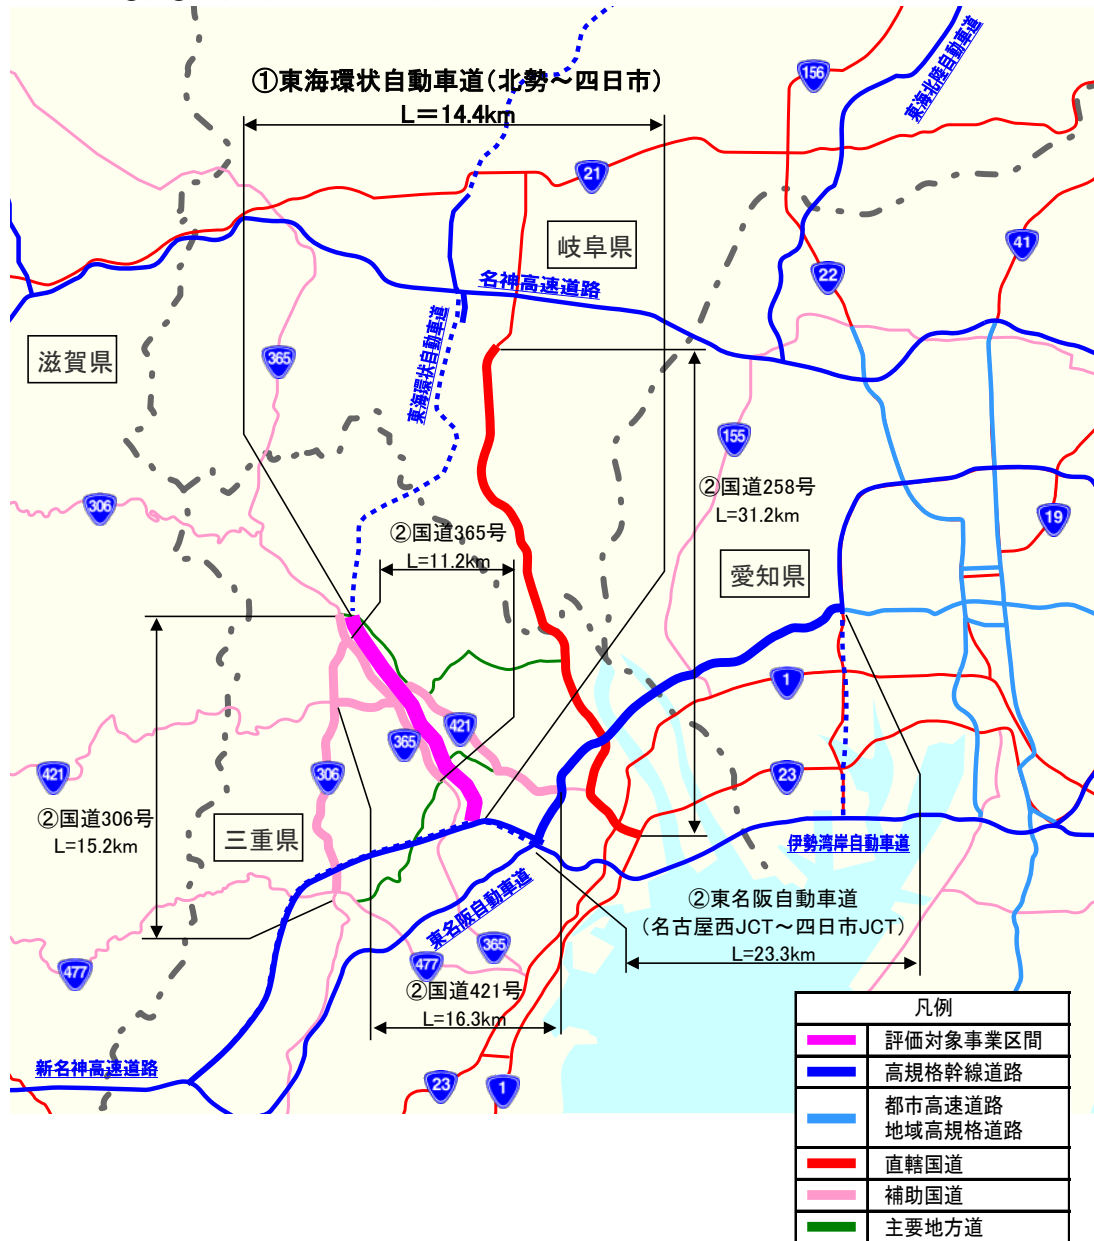 ①東海環状自動車道(北勢～四日市)
L＝14.4km
156
東海北陸自動車道
21
岐阜県
41
22
名神高速道路
滋賀県
365
東海環状自動車道
155
306
②国道258号
L=31.2km
19
②国道365号
L=11.2km
愛知県
1
421
365
421
306
23
②国道306号
L=15.2km
三重県
伊勢湾岸自動車道
東名阪自動車道
②東名阪自動車道
(名古屋西JCT～四日市JCT)
L=23.3km
365
477
477
②国道421号
L=16.3km
新名神高速道路
23
1
凡例
評価対象事業区間
高規格幹線道路
都市高速道路
地域高規格道路
直轄国道
補助国道
主要地方道